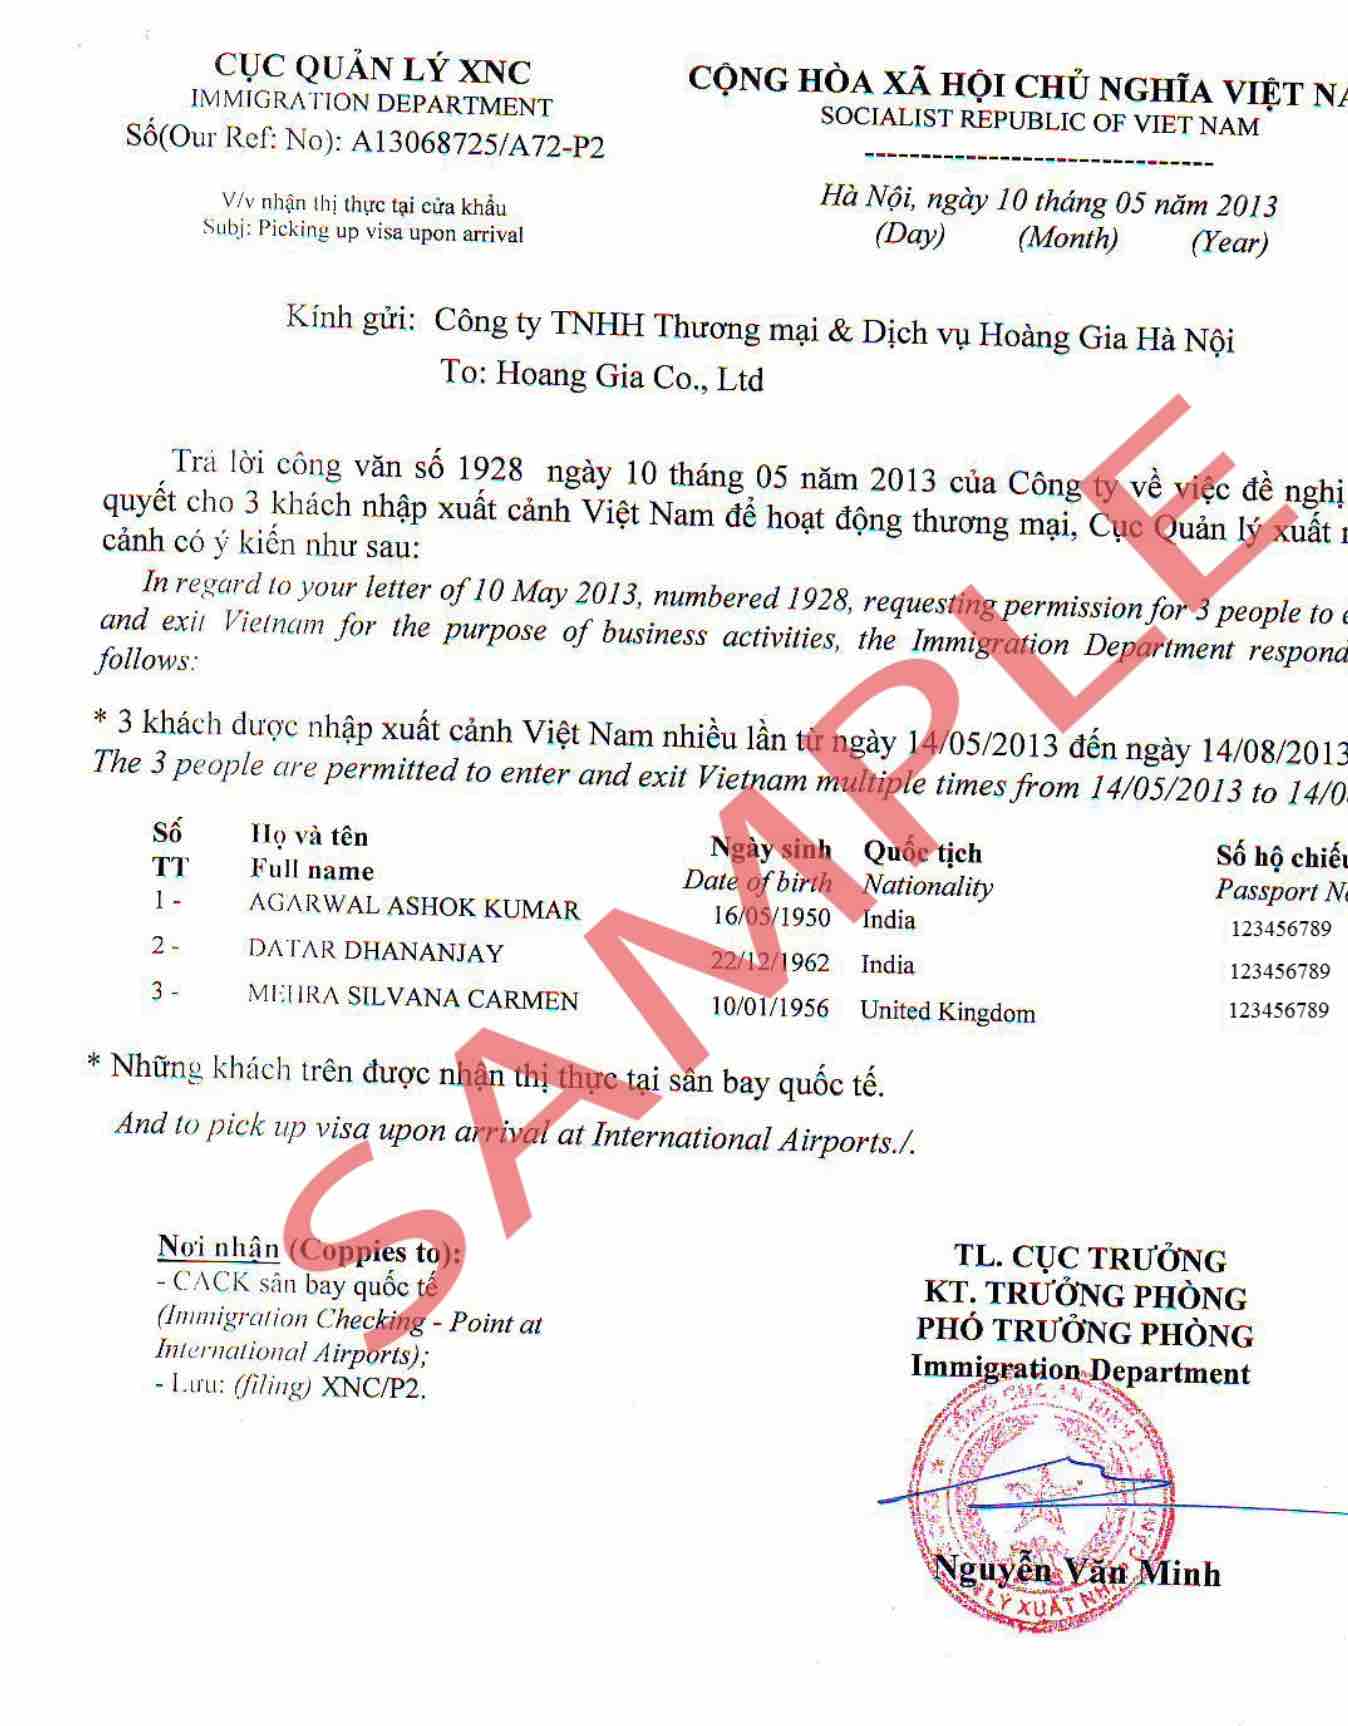 CỤC QUẢN LÝ XNC
IMMIGRATION DEPARTMENT
Số(Our Ref: No): A13068725/A72-P2
V/v nhận thị thực tại cửa khẩu
Subj: Picking up visa upon arrival
CỘNG HÒA XÃ HỘI CHỦ NGHĨA VIỆT NA
SOCIALIST REPUBLIC OF VIET NAM
-------------------------------
Hà Nội, ngày 10 tháng 05 năm 2013
(Day) (Month) (Year)
Kính gửi: Công ty TNHH Thương mại & Dịch vụ Hoàng Gia Hà Nội
To: Hoang Gia Co., Ltd
Trả lời công văn số 1928 ngày 10 tháng 05 năm 2013 của Công ty về việc đề nghị
quyết cho 3 khách nhập xuất cảnh Việt Nam để hoạt động thương mại, Cục Quản lý xuất
cảnh có ý kiến như sau:
In regard to your letter of 10 May 2013, numbered 1928, requesting permission for 3 people to e
and exit Vietnam for the purpose of business activities, the Immigration Department respond
follows:
* 3 khách được nhập xuất cảnh Việt Nam nhiều lần từ ngày 14/05/2013 đến ngày 14/08/2013
The 3 people are permitted to enter and exit Vietnam multiple times from 14/05/2013 to 14/0
Số TT Họ và tên Ngày sinh Quốc tịch Số hộ chiếu
Full name Date of birth Nationality Passport No
1 - AGARWAL ASHOK KUMAR 16/05/1950 India 123456789
2 - DATAR DHANANJAY 22/12/1962 India 123456789
3 - MEHRA SILVANA CARMEN 10/01/1956 United Kingdom 123456789
* Những khách trên được nhận thị thực tại sân bay quốc tế.
And to pick up visa upon arrival at International Airports./.
Nơi nhận (Coppies to):
- CACK sân bay quốc tế
(Immigration Checking - Point at
International Airports);
- Lưu: (filing) XNC/P2.
TL. CỤC TRƯỞNG
KT. TRƯỞNG PHÒNG
PHÓ TRƯỞNG PHÒNG
Immigration Department
Nguyễn Văn Minh
SAMPLE